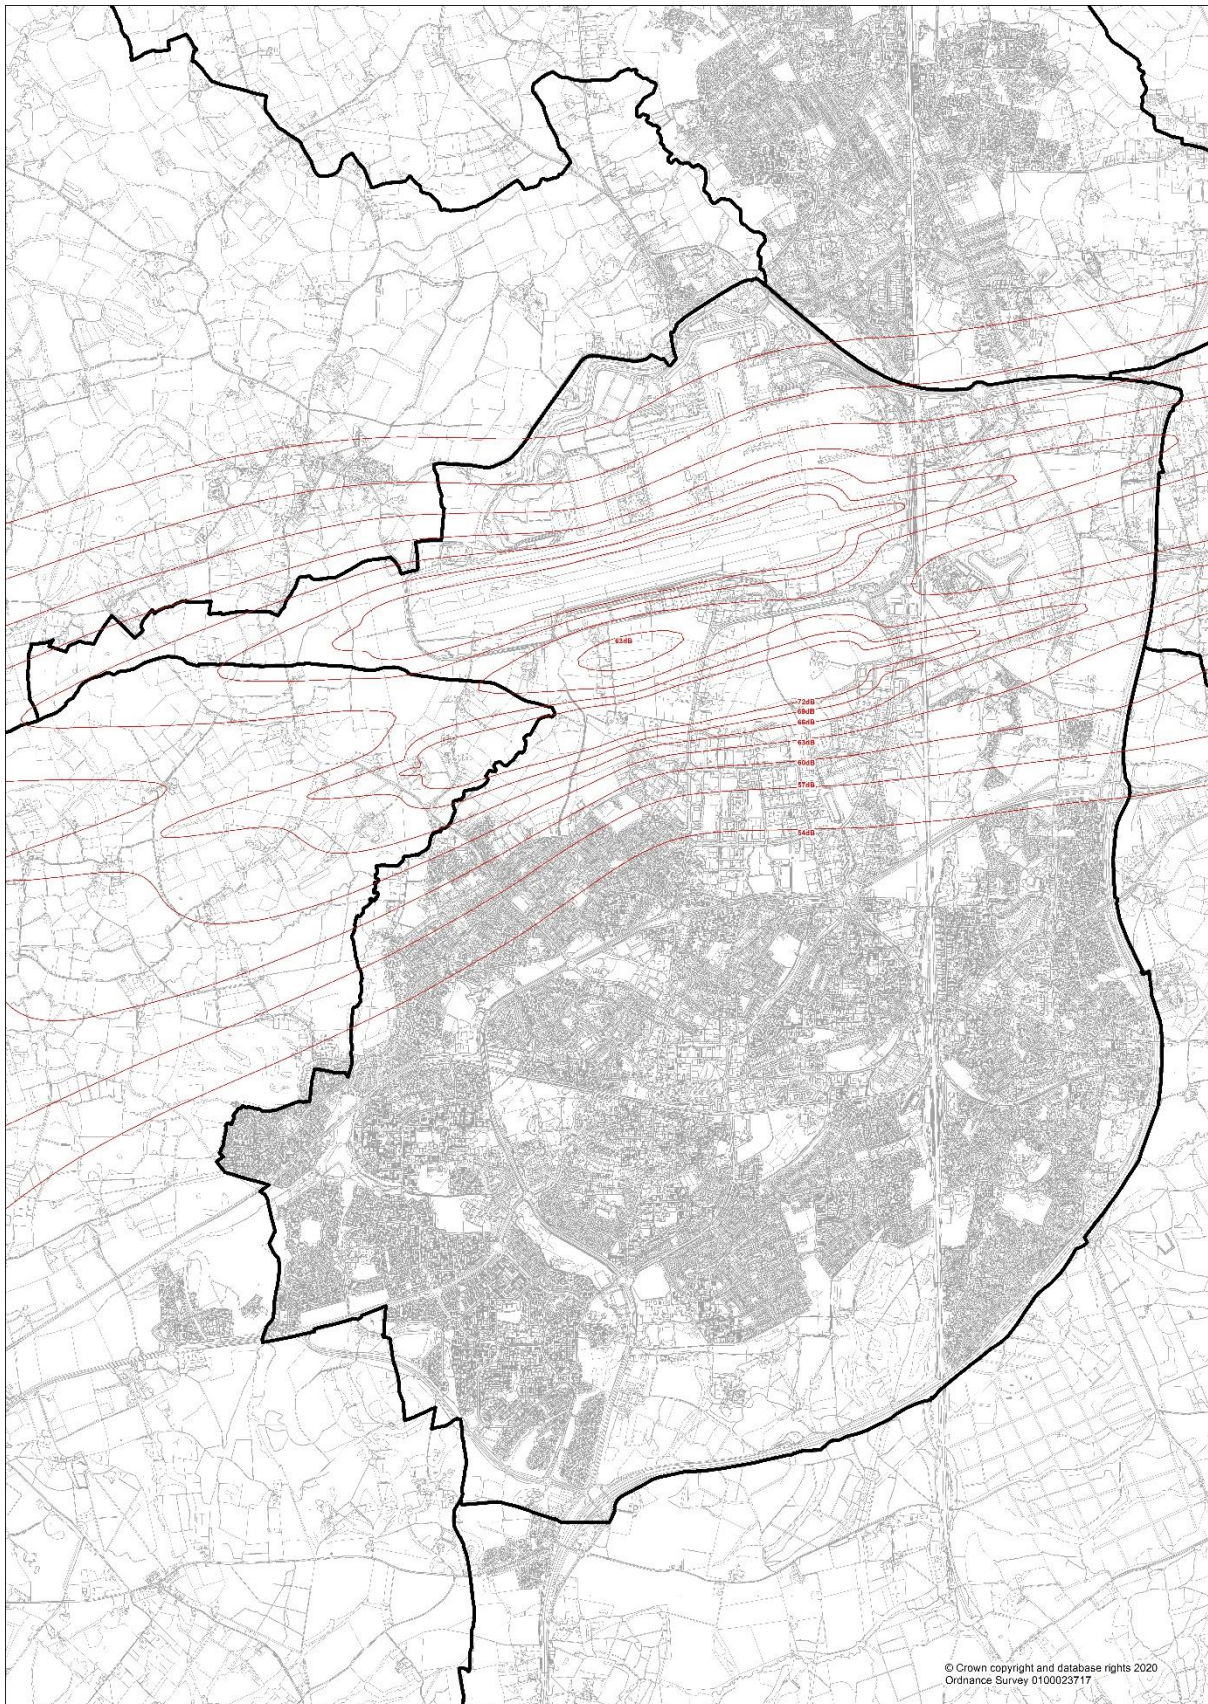 63dB
72dB
69dB
66dB
63dB
60dB
57dB
54dB
© Crown copyright and database rights 2020
Ordnance Survey 0100023717